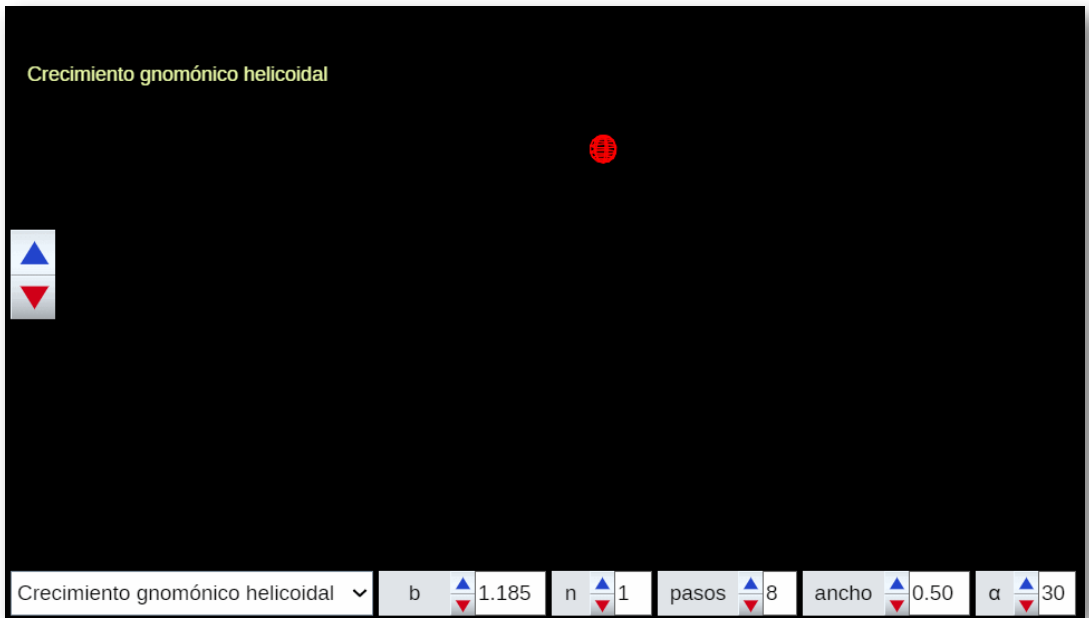 Crecimiento gnomónico helicoidal
Crecimiento gnomónico helicoidal b 1.185 n 1 pasos 8 ancho 0.50 α 30